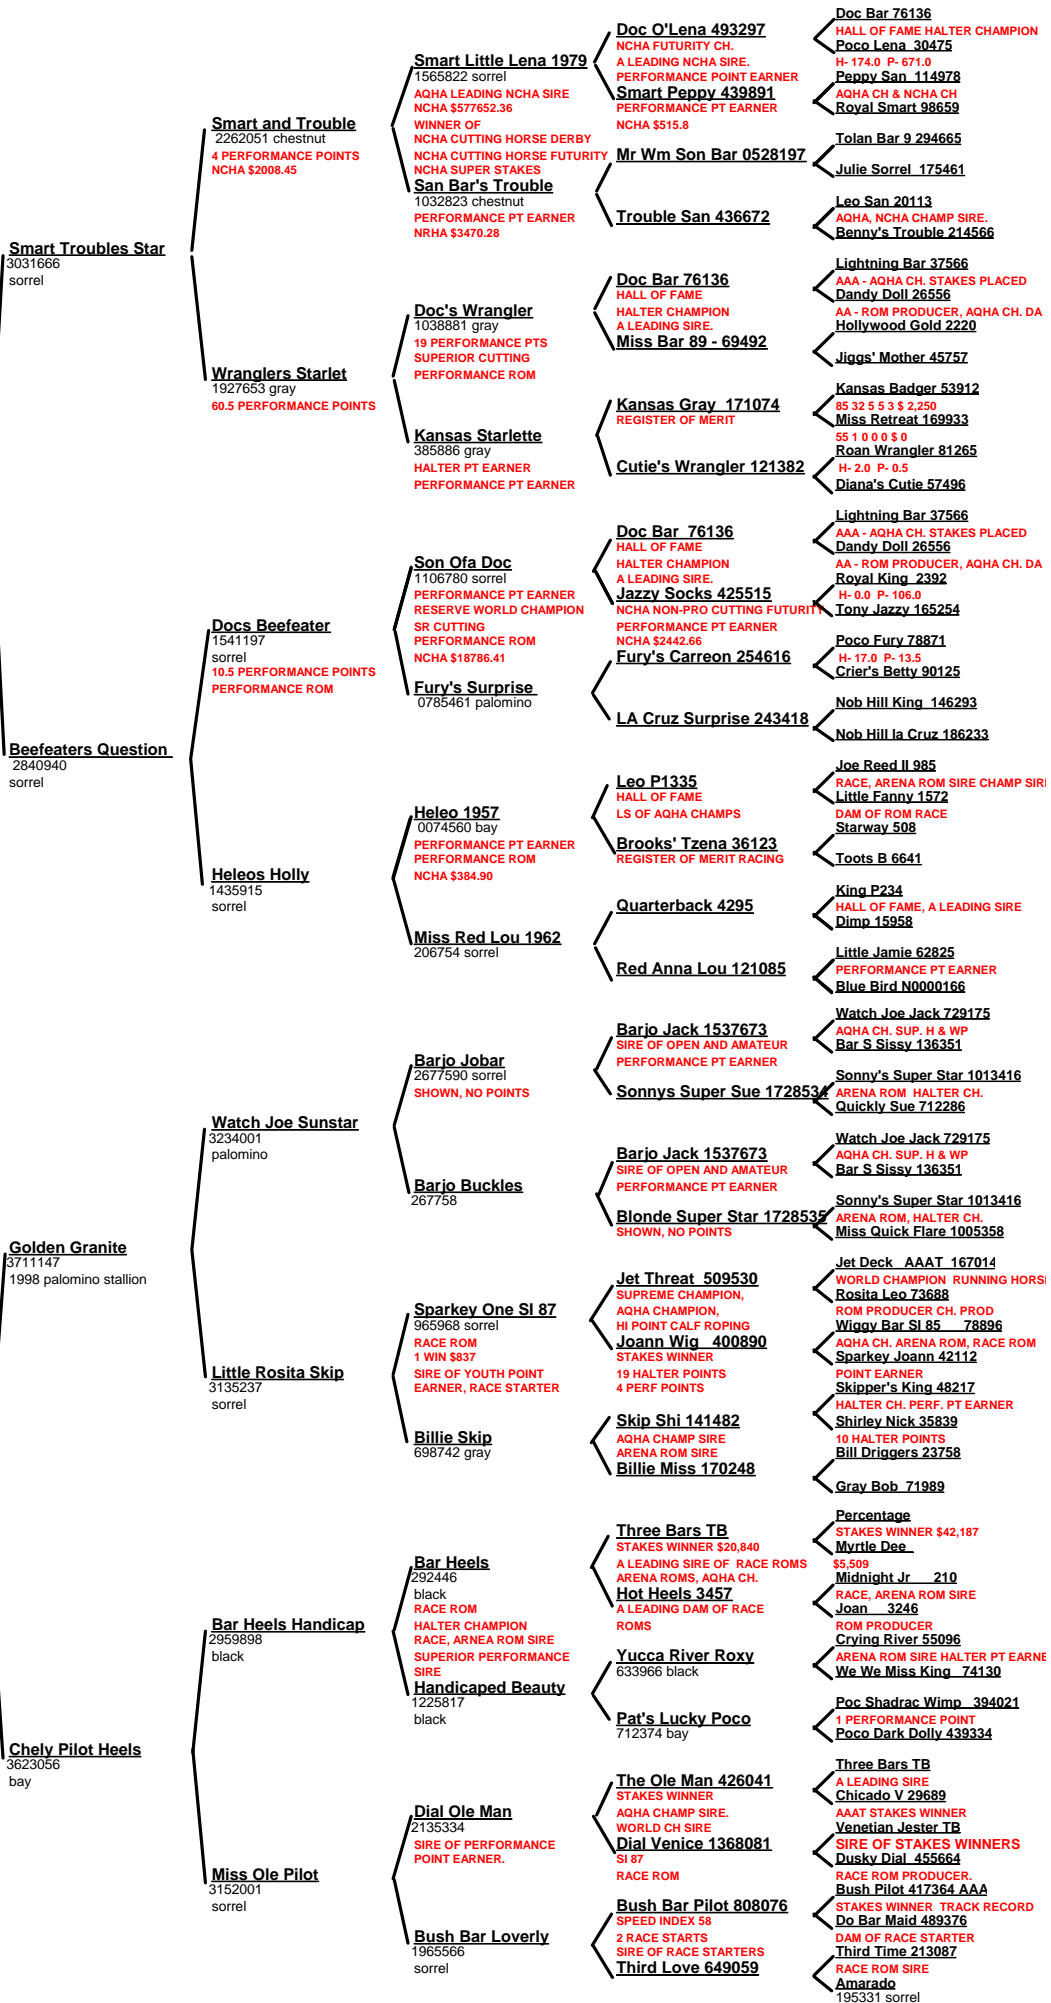 Smart Troubles Star
3031666
sorrel
Beefeaters Question
2840940
sorrel
Golden Granite
3711147
1998 palomino stallion
Chely Pilot Heels
3623056
bay
Smart and Trouble
2262051 chestnut
4 PERFORMANCE POINTS
NCHA $2008.45
Wranglers Starlet
1927653 gray
60.5 PERFORMANCE POINTS
Docs Beefeater
1541197
sorrel
10.5 PERFORMANCE POINTS
PERFORMANCE ROM
Heleos Holly
1435915
sorrel
Watch Joe Sunstar
3234001
palomino
Little Rosita Skip
3135237
sorrel
Bar Heels Handicap
2959898
black
Miss Ole Pilot
3152001
sorrel
Smart Little Lena 1979
1565822 sorrel
AQHA LEADING NCHA SIRE
NCHA $577652.36
WINNER OF
NCHA CUTTING HORSE DERBY
NCHA CUTTING HORSE FUTURITY
NCHA SUPER STAKES
San Bar's Trouble
1032823 chestnut
PERFORMANCE PT EARNER
NRHA $3470.28
Doc's Wrangler
1038881 gray
19 PERFORMANCE PTS
SUPERIOR CUTTING
PERFORMANCE ROM
Kansas Starlette
385886 gray
HALTER PT EARNER
PERFORMANCE PT EARNER
Son Ofa Doc
1106780 sorrel
PERFORMANCE PT EARNER
RESERVE WORLD CHAMPION
SR CUTTING
PERFORMANCE ROM
NCHA $18786.41
Fury's Surprise
0785461 palomino
Heleo 1957
0074560 bay
PERFORMANCE PT EARNER
PERFORMANCE ROM
NCHA $384.90
Miss Red Lou 1962
206754 sorrel
Barjo Jobar
2677590 sorrel
SHOWN, NO POINTS
Barjo Buckles
267758
Sparkey One SI 87
965968 sorrel
RACE ROM
1 WIN $837
SIRE OF YOUTH POINT
EARNER, RACE STARTER
Billie Skip
698742 gray
Bar Heels
292446
black
RACE ROM
HALTER CHAMPION
RACE, ARNEA ROM SIRE
SUPERIOR PERFORMANCE
SIRE
Handicaped Beauty
1225817
black
Dial Ole Man
2135334
SIRE OF PERFORMANCE
POINT EARNER.
Bush Bar Loverly
1965566
sorrel
Doc O'Lena 493297
NCHA FUTURITY CH.
A LEADING NCHA SIRE.
PERFORMANCE POINT EARNER
Smart Peppy 439891
PERFORMANCE PT EARNER
NCHA $515.8
Mr Wm Son Bar 0528197
Trouble San 436672
Doc Bar 76136
HALL OF FAME
HALTER CHAMPION
A LEADING SIRE.
Miss Bar 89 - 69492
Kansas Gray 171074
REGISTER OF MERIT
Cutie's Wrangler 121382
Doc Bar 76136
HALL OF FAME
HALTER CHAMPION
A LEADING SIRE.
Jazzy Socks 425515
NCHA NON-PRO CUTTING FUTURITY
PERFORMANCE PT EARNER
NCHA $2442.66
Fury's Carreon 254616
LA Cruz Surprise 243418
Leo P1335
HALL OF FAME
LS OF AQHA CHAMPS
Brooks' Tzena 36123
REGISTER OF MERIT RACING
Quarterback 4295
Red Anna Lou 121085
Barjo Jack 1537673
SIRE OF OPEN AND AMATEUR
PERFORMANCE PT EARNER
Sonnys Super Sue 1728534
Barjo Jack 1537673
SIRE OF OPEN AND AMATEUR
PERFORMANCE PT EARNER
Blonde Super Star 1728535
SHOWN, NO POINTS
Jet Threat 509530
SUPREME CHAMPION,
AQHA CHAMPION,
HI POINT CALF ROPING
Joann Wig 400890
STAKES WINNER
19 HALTER POINTS
4 PERF POINTS
Skip Shi 141482
AQHA CHAMP SIRE
ARENA ROM SIRE
Billie Miss 170248
Three Bars TB
STAKES WINNER $20,840
A LEADING SIRE OF RACE ROMS
ARENA ROMS, AQHA CH.
Hot Heels 3457
A LEADING DAM OF RACE
ROMS
Yucca River Roxy
633966 black
Pat's Lucky Poco
712374 bay
The Ole Man 426041
STAKES WINNER
AQHA CHAMP SIRE.
WORLD CH SIRE
Dial Venice 1368081
SI 87
RACE ROM
Bush Bar Pilot 808076
SPEED INDEX 58
2 RACE STARTS
SIRE OF RACE STARTERS
Third Love 649059
Doc Bar 76136
HALL OF FAME HALTER CHAMPION
Poco Lena 30475
H- 174.0 P- 671.0
Peppy San 114978
AQHA CH & NCHA CH
Royal Smart 98659
Tolan Bar 9 294665
Julie Sorrel 175461
Leo San 20113
AQHA, NCHA CHAMP SIRE.
Benny's Trouble 214566
Lightning Bar 37566
AAA - AQHA CH. STAKES PLACED
Dandy Doll 26556
AA - ROM PRODUCER, AQHA CH. DA
Hollywood Gold 2220
Jiggs' Mother 45757
Kansas Badger 53912
85 32 5 5 3 $ 2,250
Miss Retreat 169933
55 1 0 0 0 $ 0
Roan Wrangler 81265
H- 2.0 P- 0.5
Diana's Cutie 57496
Lightning Bar 37566
AAA - AQHA CH. STAKES PLACED
Dandy Doll 26556
AA - ROM PRODUCER, AQHA CH. DA
Royal King 2392
H- 0.0 P- 106.0
Tony Jazzy 165254
Poco Fury 78871
H- 17.0 P- 13.5
Crier's Betty 90125
Nob Hill King 146293
Nob Hill la Cruz 186233
Joe Reed II 985
RACE, ARENA ROM SIRE CHAMP SIR
Little Fanny 1572
DAM OF ROM RACE
Starway 508
Toots B 6641
King P234
HALL OF FAME, A LEADING SIRE
Dimp 15958
Little Jamie 62825
PERFORMANCE PT EARNER
Blue Bird N0000166
Watch Joe Jack 729175
AQHA CH. SUP. H & WP
Bar S Sissy 136351
Sonny's Super Star 1013416
ARENA ROM HALTER CH.
Quickly Sue 712286
Watch Joe Jack 729175
AQHA CH. SUP. H & WP
Bar S Sissy 136351
Sonny's Super Star 1013416
ARENA ROM, HALTER CH.
Miss Quick Flare 1005358
Jet Deck AAAT 167014
WORLD CHAMPION RUNNING HORS
Rosita Leo 73688
ROM PRODUCER CH. PROD
Wiggy Bar SI 85 78896
AQHA CH. ARENA ROM, RACE ROM
Sparkey Joann 42112
POINT EARNER
Skipper's King 48217
HALTER CH. PERF. PT EARNER
Shirley Nick 35839
10 HALTER POINTS
Bill Driggers 23758
Gray Bob 71989
Percentage
STAKES WINNER $42,187
Myrtle Dee
$5,509
Midnight Jr 210
RACE, ARENA ROM SIRE
Joan 3246
ROM PRODUCER
Crying River 55096
ARENA ROM SIRE HALTER PT EARNE
We We Miss King 74130
Poc Shadrac Wimp 394021
1 PERFORMANCE POINT
Poco Dark Dolly 439334
Three Bars TB
A LEADING SIRE
Chicado V 29689
AAAT STAKES WINNER
Venetian Jester TB
SIRE OF STAKES WINNERS
Dusky Dial 455664
RACE ROM PRODUCER.
Bush Pilot 417364 AAA
STAKES WINNER TRACK RECORD
Do Bar Maid 489376
DAM OF RACE STARTER
Third Time 213087
RACE ROM SIRE
Amarado
195331 sorrel